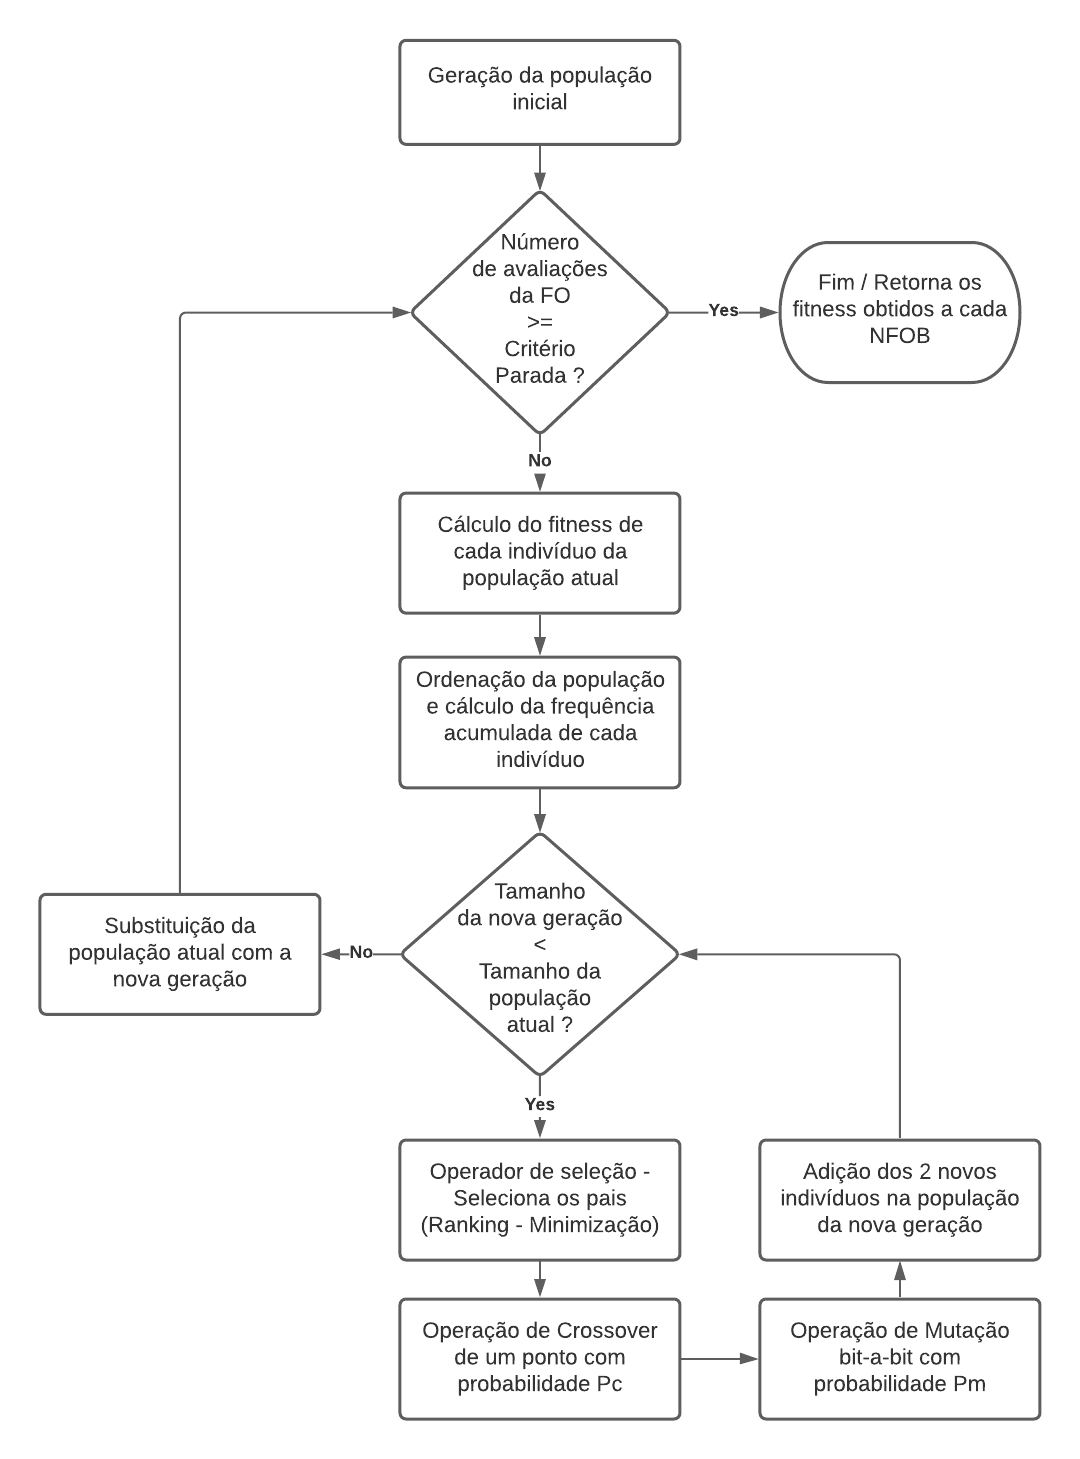 Geração da população
inicial
Número
de avaliações
da FO
>=
Critério
Parada ?
Yes
Fim / Retorna os
fitness obtidos a cada
NFOB
No
Cálculo do fitness de
cada indivíduo da
população atual
Ordenação da população
e cálculo da frequência
acumulada de cada
indivíduo
Tamanho
da nova geração
<
Tamanho da
população
atual ?
No
Substituição da
população atual com a
nova geração
Yes
Operador de seleção -
Seleciona os pais
(Ranking - Minimização)
Operação de Crossover
de um ponto com
probabilidade Pc
Operação de Mutação
bit-a-bit com
probabilidade Pm
Adição dos 2 novos
indivíduos na população
da nova geração